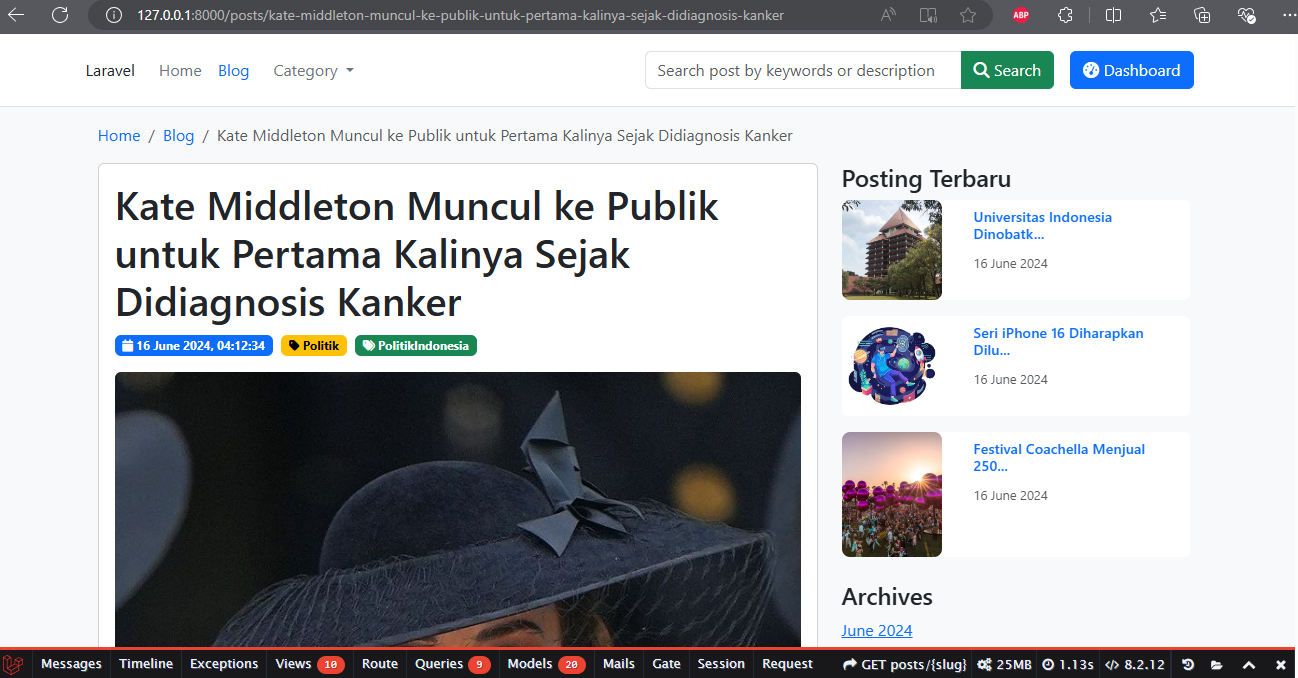 127.0.0.1:8000/posts/kate-middleton-muncul-ke-publik-untuk-pertama-kalinya-sejak-didiagnosis-kanker
ABP
Laravel Home Blog Category Search post by keywords or description Search Dashboard
Home / Blog / Kate Middleton Muncul ke Publik untuk Pertama Kalinya Sejak Didiagnosis Kanker
Kate Middleton Muncul ke Publik
untuk Pertama Kalinya Sejak
Didiagnosis Kanker
16 June 2024, 04:12:34 Politik PolitikIndonesia
Posting Terbaru
Universitas Indonesia
Dinobatk...
16 June 2024
Seri iPhone 16 Diharapkan
Dilu...
16 June 2024
Festival Coachella Menjual
250...
16 June 2024
Archives
June 2024
Messages Timeline Exceptions Views 10 Route Queries 9 Models 20 Mails Gate Session Request GET posts/{slug} 25MB 1.13s 8.2.12